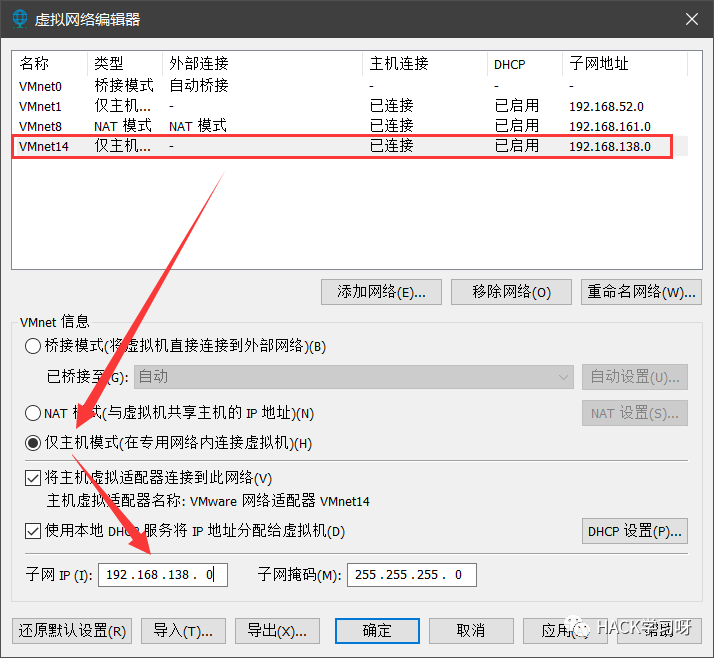 虚拟网络编辑器
名称 类型 外部连接 主机连接 DHCP 子网地址
VMnet0 桥接模式 自动桥接 - - -
VMnet1 仅主机... - 已连接 已启用 192.168.52.0
VMnet8 NAT 模式 NAT 模式 已连接 已启用 192.168.161.0
VMnet14 仅主机... - 已连接 已启用 192.168.138.0
添加网络(E)... 移除网络(O) 重命名网络(W)...
VMnet 信息
桥接模式(将虚拟机直接连接到外部网络)(B)
已桥接至(G): 自动 自动设置(U)...
NAT 模式(与虚拟机共享主机的 IP 地址)(N) NAT 设置(S)...
仅主机模式(在专用网络内连接虚拟机)(H)
将主机虚拟适配器连接到此网络(V)
主机虚拟适配器名称: VMware 网络适配器 VMnet14
使用本地 DHCP 服务将 IP 地址分配给虚拟机(D) DHCP 设置(P)...
子网 IP (I): 192.168.138. 0 子网掩码(M): 255.255.255. 0
还原默认设置(R) 导入(T)... 导出(X)... 确定 取消 应用 帮助
HACK学习呀